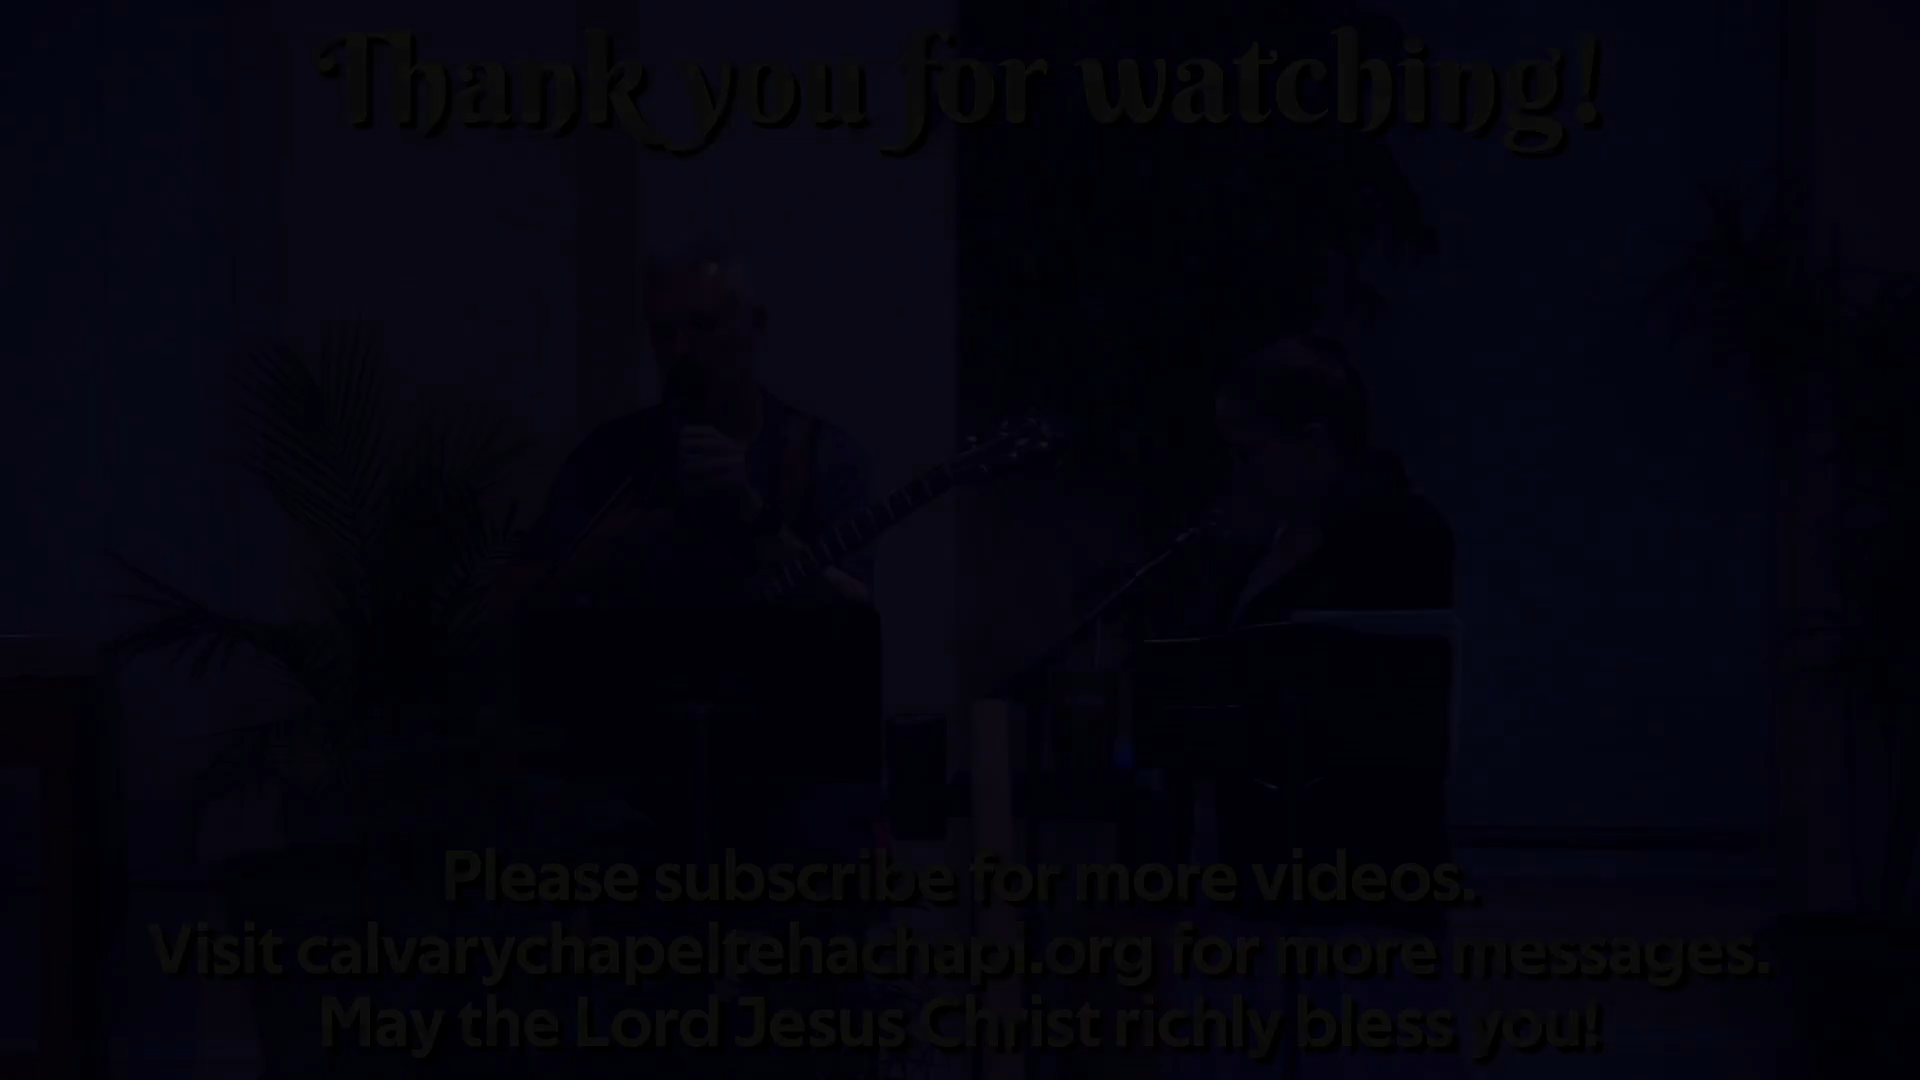 Thank you for watching!
Please subscribe for more videos.
Visit calvarychapeltehachapi.org for more messages.
May the Lord Jesus Christ richly bless you!